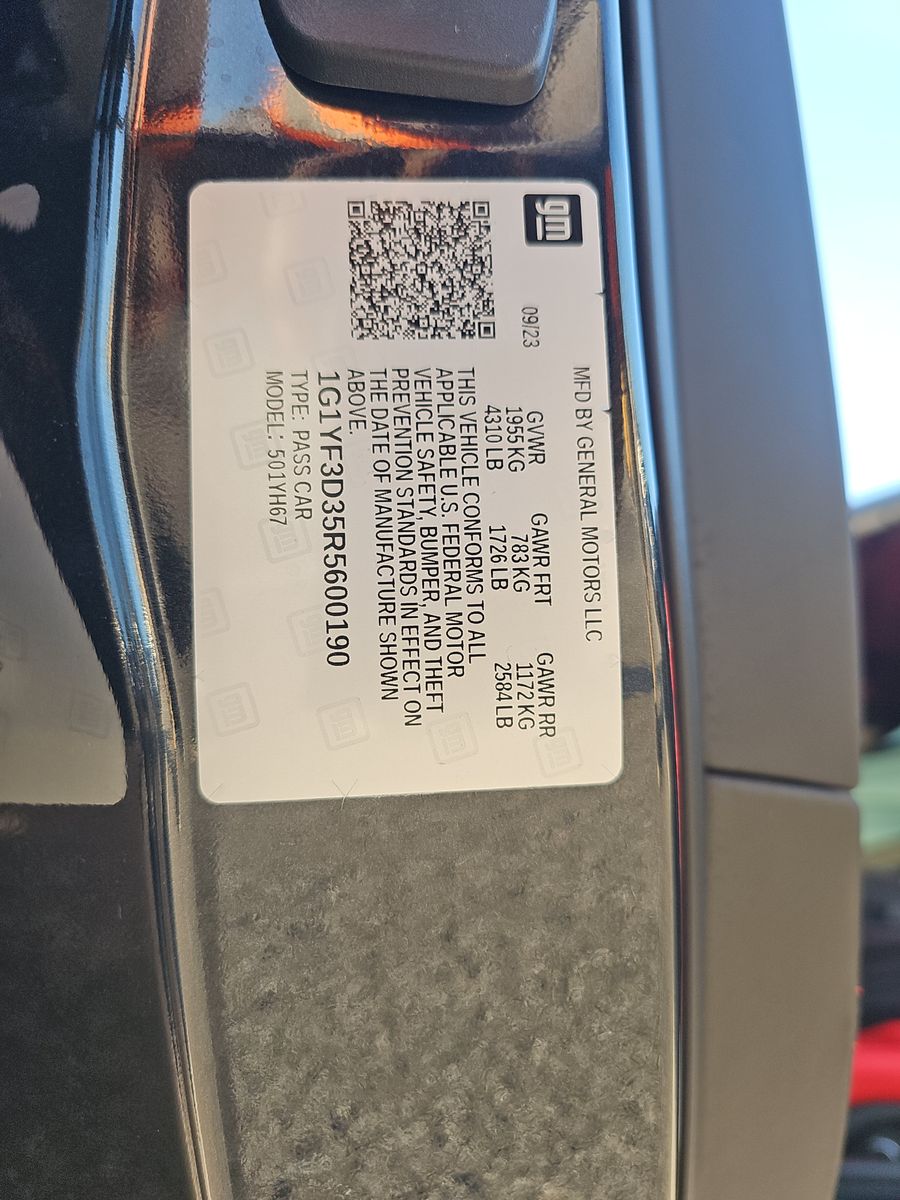 gm
MFD BY GENERAL MOTORS LLC
09/23
GVWR GAWR FRT GAWR RR
1955 KG 783 KG 1172 KG
4310 LB 1726 LB 2584 LB
THIS VEHICLE CONFORMS TO ALL
APPLICABLE U.S. FEDERAL MOTOR
VEHICLE SAFETY, BUMPER, AND THEFT
PREVENTION STANDARDS IN EFFECT ON
THE DATE OF MANUFACTURE SHOWN
ABOVE.
1G1YF3D35R5600190
TYPE: PASS CAR
MODEL: 501YH67